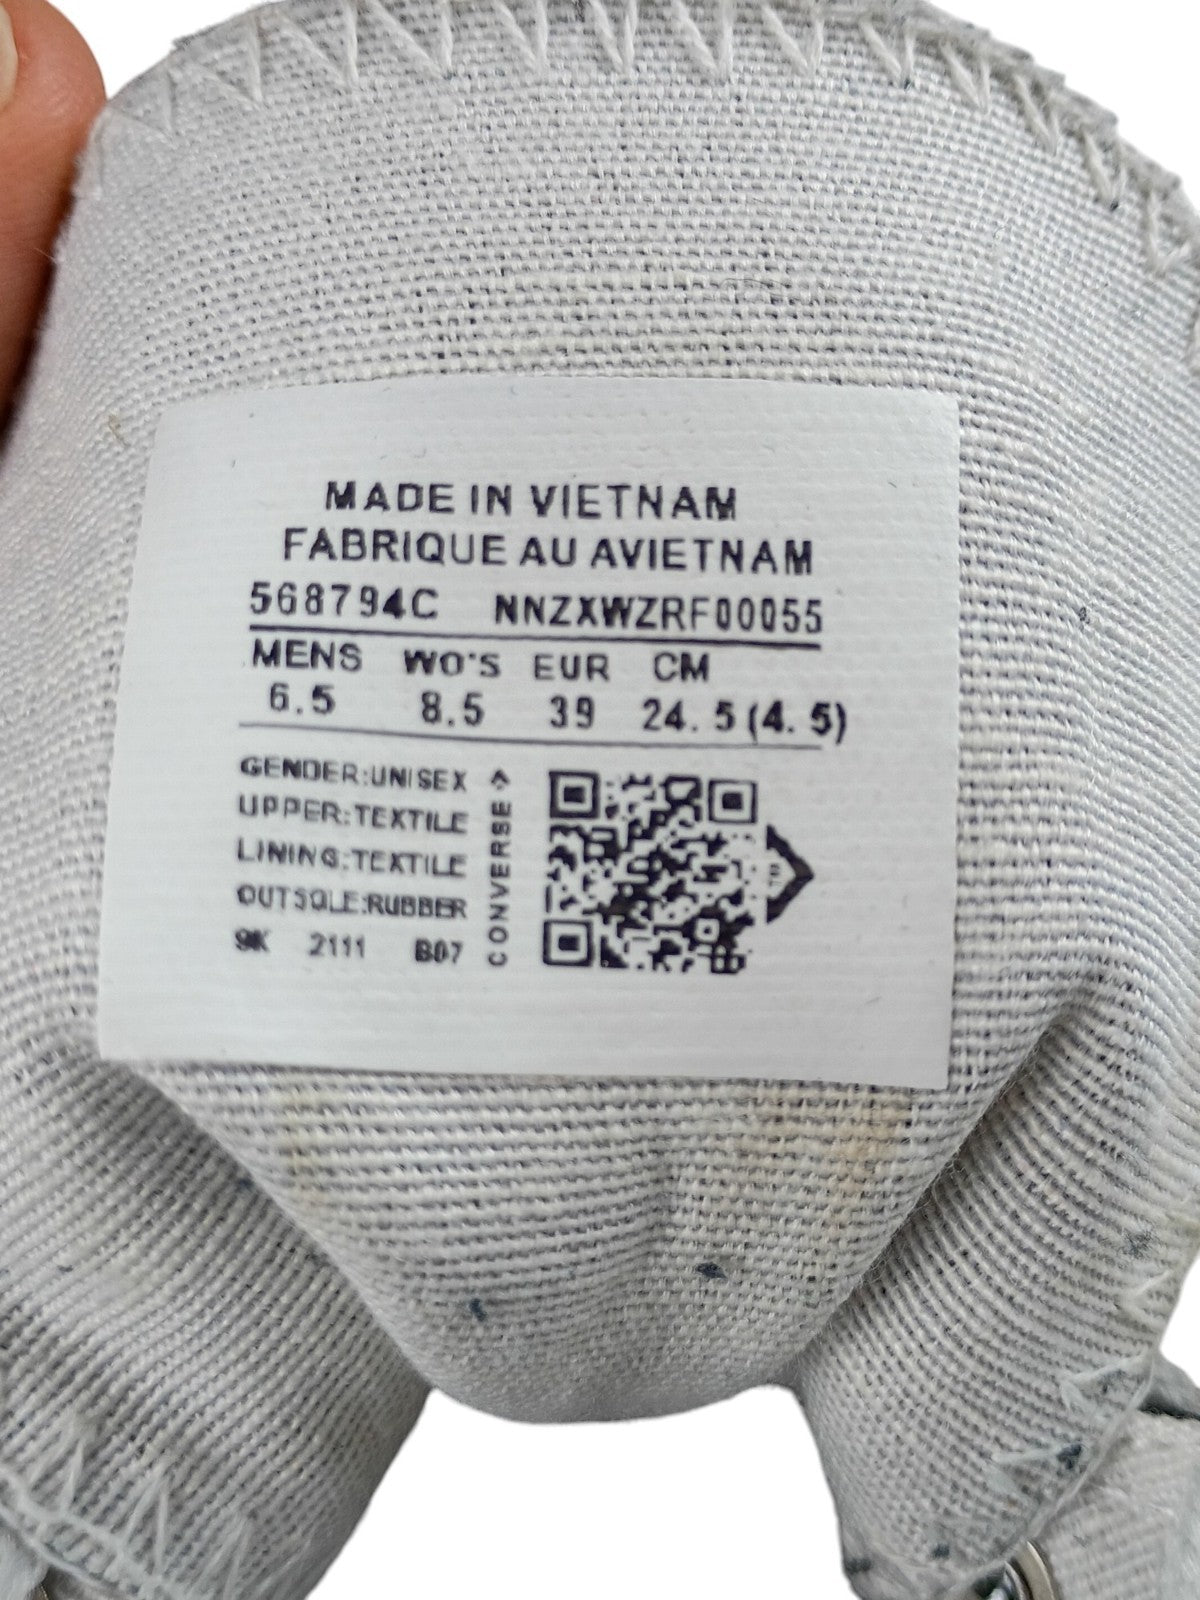 MADE IN VIETNAM
FABRIQUE AU AVIETNAM
568794C NNZXWZRF00055
MENS WO'S EUR CM
6.5 8.5 39 24.5(4.5)
GENDER:UNISEX
UPPER:TEXTILE
LINING:TEXTILE
OUTSOLE:RUBBER
9K 2111 B07
CONVERSE
TM